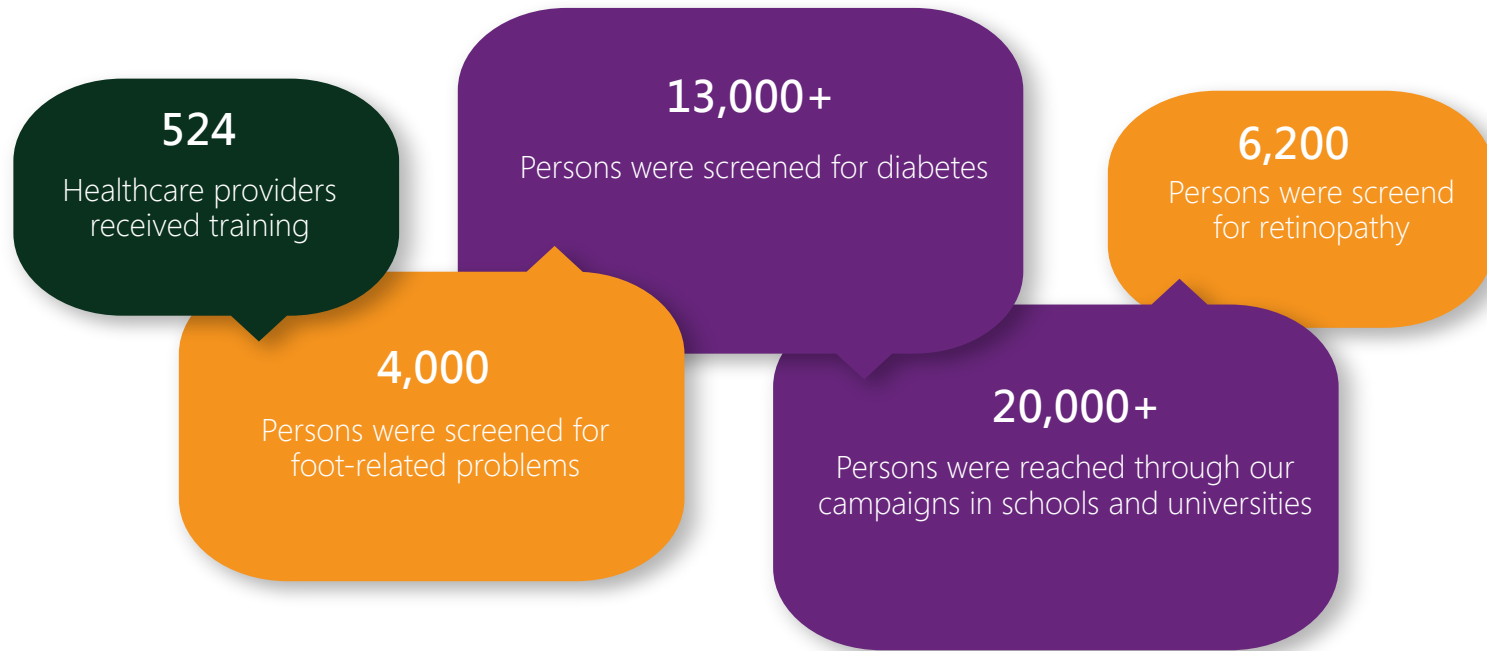 524
Healthcare providers
received training
13,000+
Persons were screened for diabetes
6,200
Persons were screend
for retinopathy
4,000
Persons were screened for
foot-related problems
20,000+
Persons were reached through our
campaigns in schools and universities